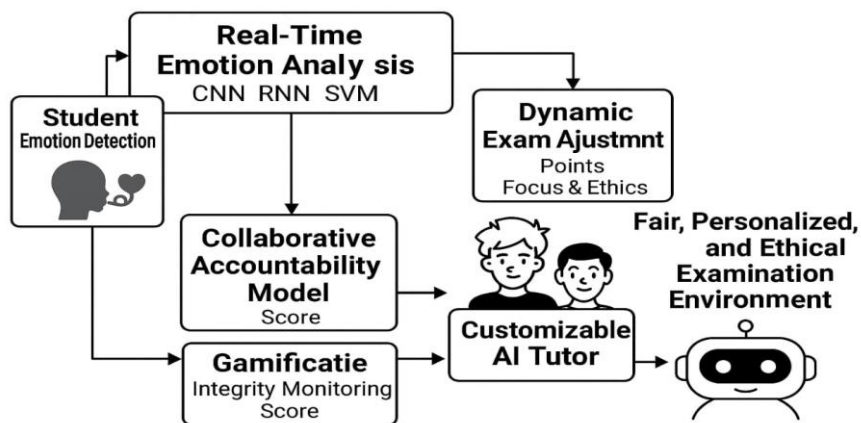 Real-Time
Emotion Analy sis
CNN RNN SVM
Student
Emotion Detection
Dynamic
Exam Ajustmnt
Points
Focus & Ethics
Collaborative
Accountability
Model
Score
Fair, Personalized,
and Ethical
Examination
Environment
Customizable
AI Tutor
Gamificatie
Integrity Monitoring
Score